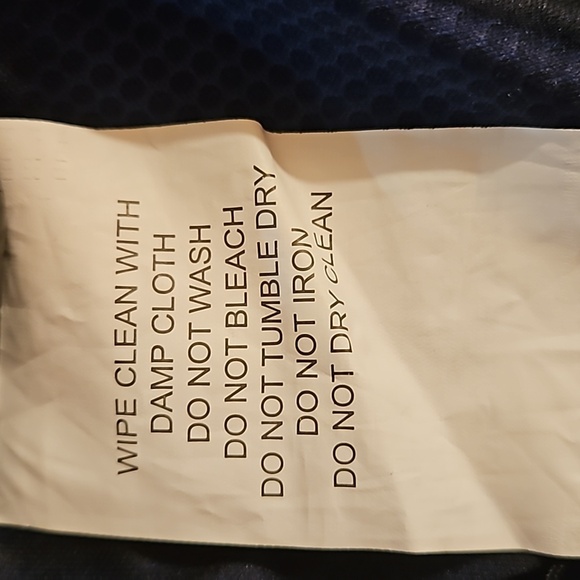 WIPE CLEAN WITH
DAMP CLOTH
DO NOT WASH
DO NOT BLEACH
DO NOT TUMBLE DRY
DO NOT IRON
DO NOT DRY CLEAN